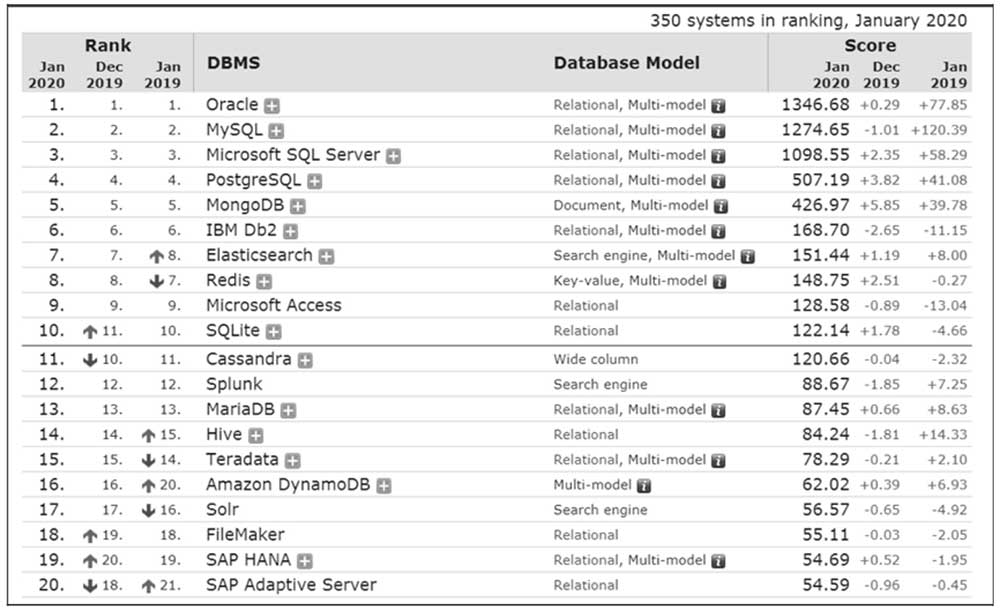 350 systems in ranking, January 2020
Rank Score
Jan 2020 Dec 2019 Jan 2019 DBMS Database Model Jan 2020 Dec 2019 Jan 2019
1. 1. 1. Oracle + Relational, Multi-model i 1346.68 +0.29 +77.85
2. 2. 2. MySQL + Relational, Multi-model i 1274.65 -1.01 +120.39
3. 3. 3. Microsoft SQL Server + Relational, Multi-model i 1098.55 +2.35 +58.29
4. 4. 4. PostgreSQL + Relational, Multi-model i 507.19 +3.82 +41.08
5. 5. 5. MongoDB + Document, Multi-model i 426.97 +5.85 +39.78
6. 6. 6. IBM Db2 + Relational, Multi-model i 168.70 -2.65 -11.15
7. 7. ↑ 8. Elasticsearch + Search engine, Multi-model i 151.44 +1.19 +8.00
8. 8. ↓ 7. Redis + Key-value, Multi-model i 148.75 +2.51 -0.27
9. 9. 9. Microsoft Access Relational 128.58 -0.89 -13.04
10. ↑ 11. 10. SQLite + Relational 122.14 +1.78 -4.66
11. ↓ 10. 11. Cassandra + Wide column 120.66 -0.04 -2.32
12. 12. 12. Splunk Search engine 88.67 -1.85 +7.25
13. 13. 13. MariaDB + Relational, Multi-model i 87.45 +0.66 +8.63
14. 14. ↑ 15. Hive + Relational 84.24 -1.81 +14.33
15. 15. ↓ 14. Teradata + Relational, Multi-model i 78.29 -0.21 +2.10
16. 16. ↑ 20. Amazon DynamoDB + Multi-model i 62.02 +0.39 +6.93
17. 17. ↓ 16. Solr Search engine 56.57 -0.65 -4.92
18. ↑ 19. 18. FileMaker Relational 55.11 -0.03 -2.05
19. ↑ 20. 19. SAP HANA + Relational, Multi-model i 54.69 +0.52 -1.95
20. ↓ 18. ↑ 21. SAP Adaptive Server Relational 54.59 -0.96 -0.45